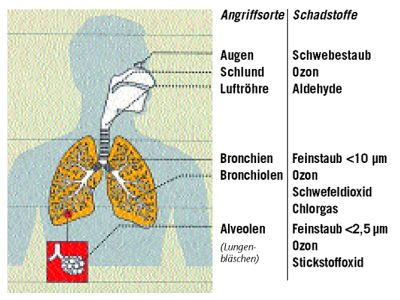 Angriffsorte Schadstoffe
Augen Schwebestaub
Schlund Ozon
Luftröhre Aldehyde
Bronchien Feinstaub <10 µm
Bronchiolen Ozon
Schwefeldioxid
Chlorgas
Alveolen Feinstaub <2,5 µm
(Lungen- Ozon
bläschen) Stickstoffoxid